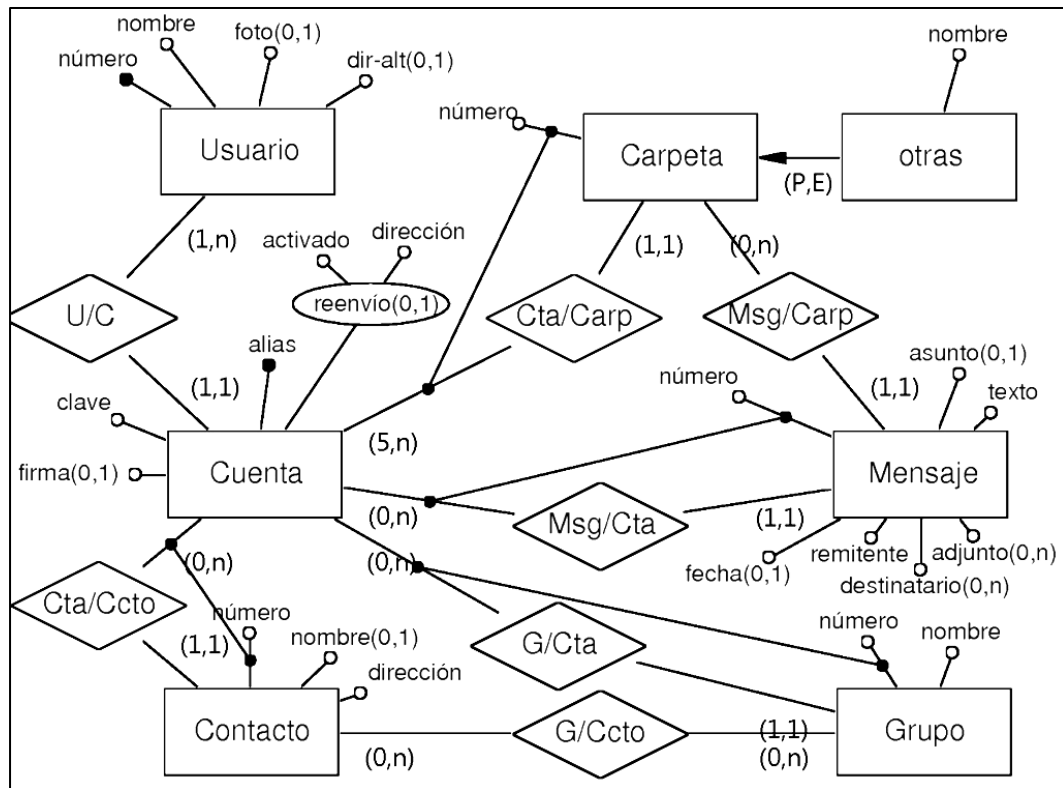 nombre
foto(0,1)
dir-alt(0,1)
número
Usuario
número
Carpeta
nombre
otras
(P,E)
(1,n)
activado
dirección
reenvío(0,1)
(1,1)
(0,n)
U/C
Cta/Carp
Msg/Carp
alias
(1,1)
clave
firma(0,1)
Cuenta
(5,n)
número
asunto(0,1)
texto
(1,1)
Mensaje
(0,n)
Msg/Cta
(1,1)
fecha(0,1)
remitente
adjunto(0,n)
destinatario(0,n)
(0,n)
(0,n)
Cta/Ccto
(1,1)
número
nombre(0,1)
dirección
Contacto
G/Cta
número
nombre
Grupo
(1,1)
(0,n)
G/Ccto
(0,n)